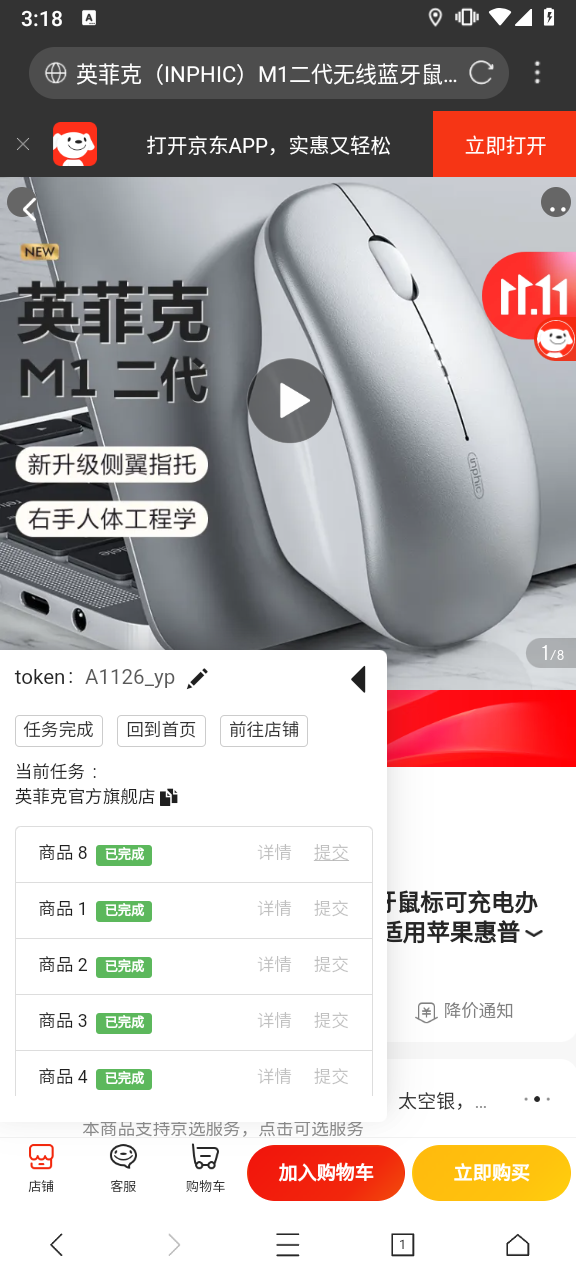 3:18
英菲克（INPHIC）M1二代无线蓝牙鼠...
打开京东APP，实惠又轻松
立即打开
NEW
英菲克
M1 二代
新升级侧翼指托
右手人体工程学
11.11
inphic
1/8
token： A1126_yp
任务完成 回到首页 前往店铺
当前任务 :
英菲克官方旗舰店
商品 8 已完成 详情 提交
商品 1 已完成 详情 提交
商品 2 已完成 详情 提交
商品 3 已完成 详情 提交
商品 4 已完成 详情 提交
鼠标可充电办
适用苹果惠普
降价通知
太空银，...
本商品支持京选服务，点击可选服务
店铺
客服
购物车
加入购物车
立即购买
1